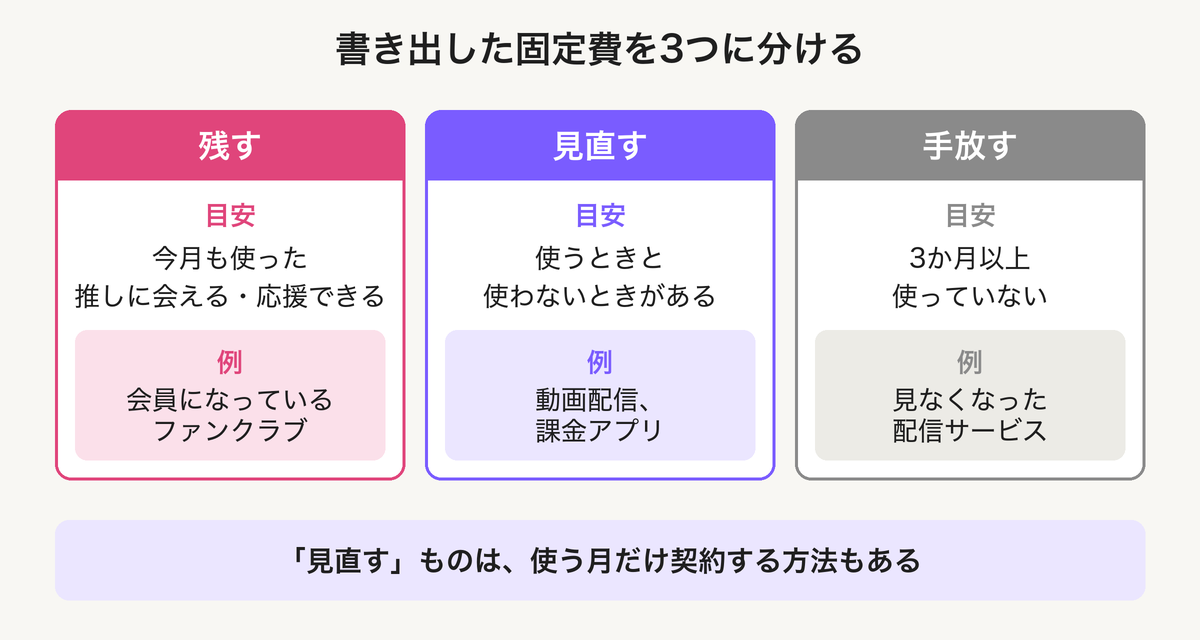 書き出した固定費を3つに分ける
残す
目安
今月も使った
推しに会える・応援できる
例
会員になっている
ファンクラブ
見直す
目安
使うときと
使わないときがある
例
動画配信、
課金アプリ
手放す
目安
3か月以上
使っていない
例
見なくなった
配信サービス
「見直す」ものは、使う月だけ契約する方法もある